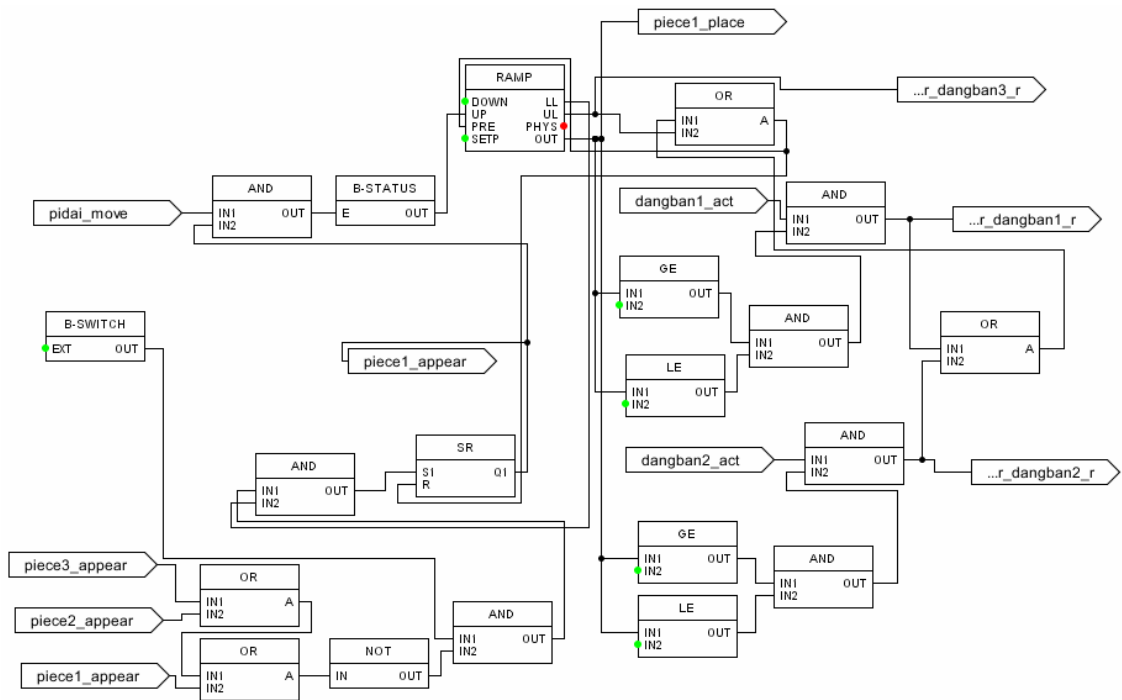 piece1_place
RAMP
DOWN LL
UP UL
PRE PHYS
SETP OUT
...r_dangban3_r
OR
IN1 A
IN2
AND
IN1 OUT
IN2
B-STATUS
E OUT
pidai_move
dangban1_act
AND
IN1 OUT
IN2
...r_dangban1_r
GE
IN1 OUT
IN2
B-SWITCH
EXT OUT
AND
IN1 OUT
IN2
OR
IN1 A
IN2
piece1_appear
LE
IN1 OUT
IN2
AND
IN1 OUT
IN2
SR
S1 Q1
R
dangban2_act
AND
IN1 OUT
IN2
...r_dangban2_r
GE
IN1 OUT
IN2
AND
IN1 OUT
IN2
piece3_appear
OR
IN1 A
IN2
piece2_appear
LE
IN1 OUT
IN2
AND
IN1 OUT
IN2
OR
IN1 A
IN2
NOT
IN OUT
piece1_appear